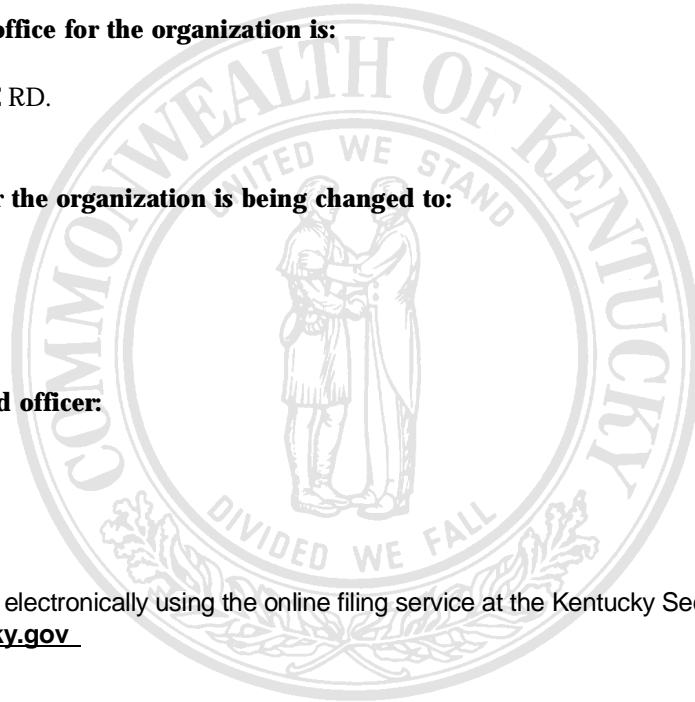 office for the organization is:
RD.
COMMONWEALTH OF KENTUCKY
UNITED WE STAND
the organization is being changed to:
officer:
DIVIDED WE FALL
electronically using the online filing service at the Kentucky
ky.gov